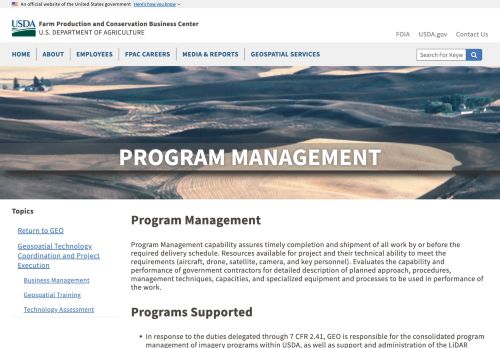 An official website of the United States government Here's how you know
USDA Farm Production and Conservation Business Center
U.S. DEPARTMENT OF AGRICULTURE
FOIA USDA.gov Contact Us
HOME ABOUT EMPLOYEES FPAC CAREERS MEDIA & REPORTS GEOSPATIAL SERVICES
Search For Keyw
PROGRAM MANAGEMENT
Topics
Return to GEO
Geospatial Technology
Coordination and Project
Execution
Business Management
Geospatial Training
Technology Assessment
Program Management
Program Management capability assures timely completion and shipment of all work by or before the
required delivery schedule. Resources available for project and their technical ability to meet the
requirements (aircraft, drone, satellite, camera, and key personnel). Evaluates the capability and
performance of government contractors for detailed description of planned approach, procedures,
management techniques, capacities, and specialized equipment and processes to be used in performance of
the work.
Programs Supported
• In response to the duties delegated through 7 CFR 2.41, GEO is responsible for the consolidated program
management of imagery programs within USDA, as well as support and administration of the LiDAR